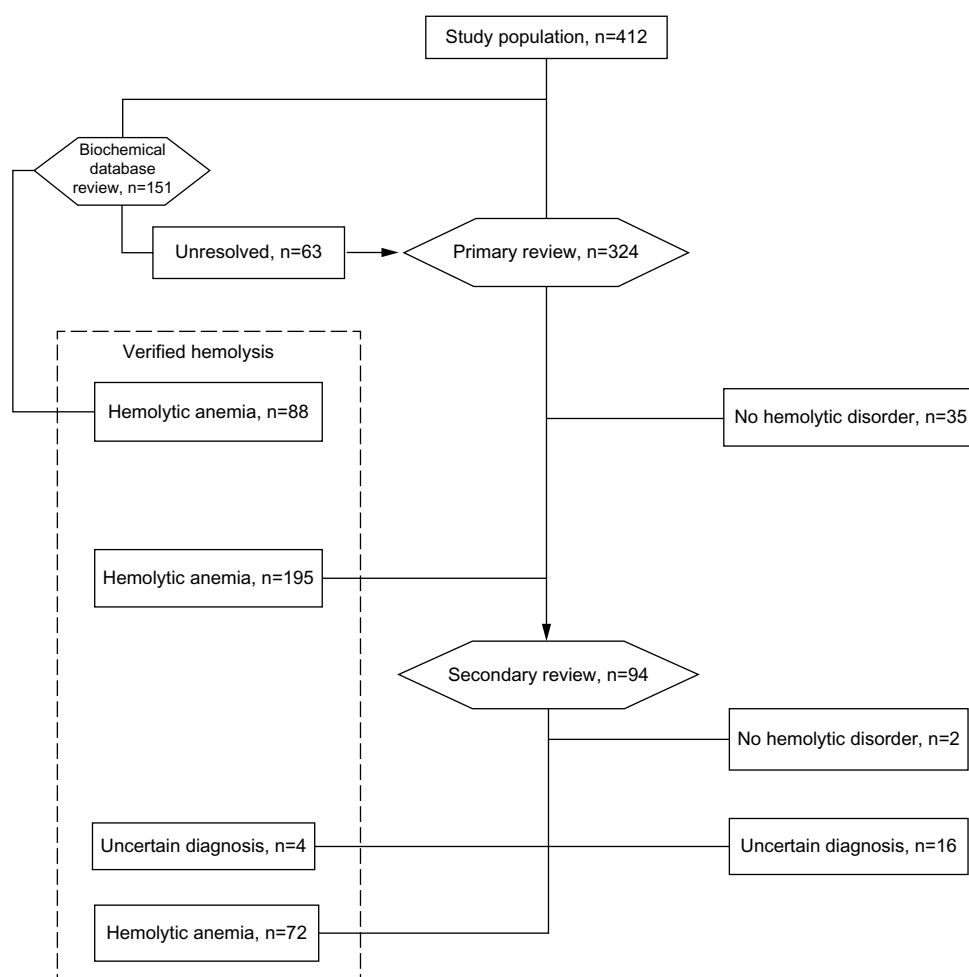 Study population, n=412
Biochemical
database
review, n=151
Unresolved, n=63
Primary review, n=324
Verified hemolysis
Hemolytic anemia, n=88
No hemolytic disorder, n=35
Hemolytic anemia, n=195
Secondary review, n=94
No hemolytic disorder, n=2
Uncertain diagnosis, n=4
Uncertain diagnosis, n=16
Hemolytic anemia, n=72